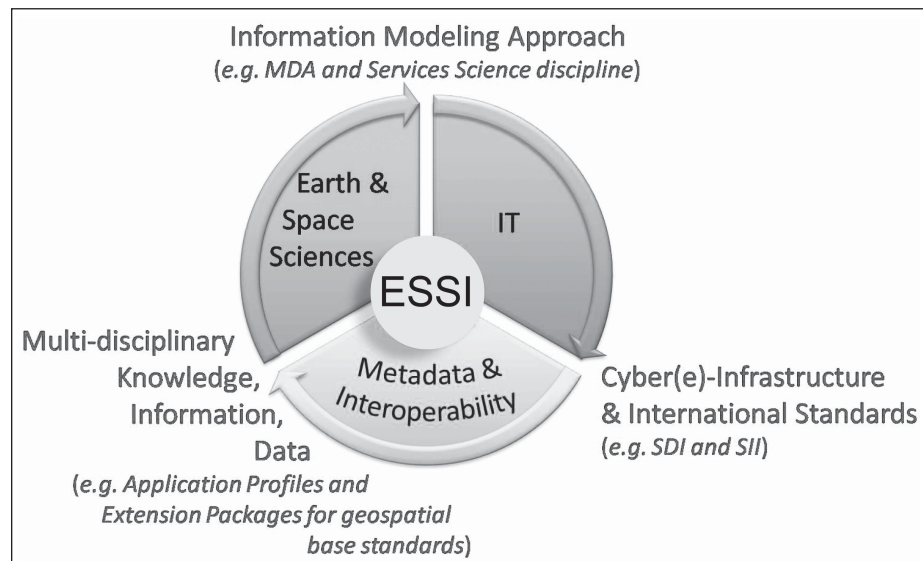 Information Modeling Approach
(e.g. MDA and Services Science discipline)
Earth &
Space
Sciences
IT
ESSI
Metadata &
Interoperability
Multi-disciplinary
Knowledge,
Information,
Data
(e.g. Application Profiles and
Extension Packages for geospatial
base standards)
Cyber(e)-Infrastructure
& International Standards
(e.g. SDI and SII)